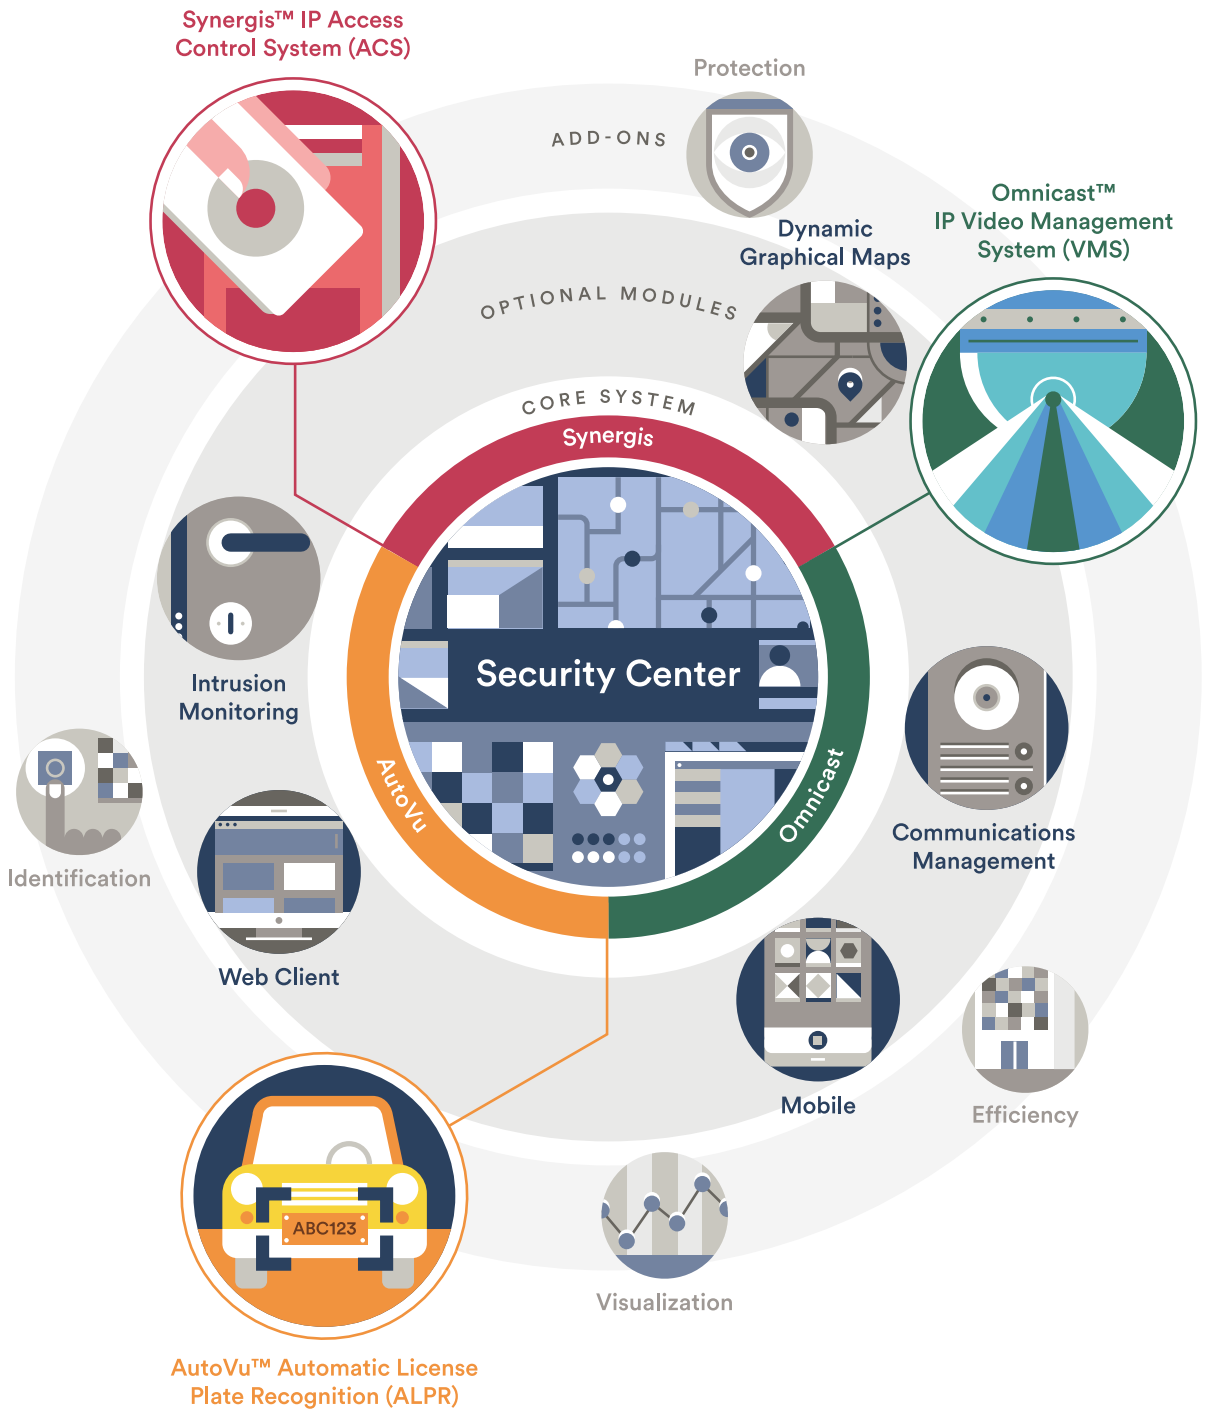 Synergis™ IP Access
Control System (ACS)
Protection
ADD-ONS
Omnicast™
IP Video Management
System (VMS)
Dynamic
Graphical Maps
OPTIONAL MODULES
CORE SYSTEM
Synergis
Security Center
Intrusion
Monitoring
AutoVu
Omnicast
Communications
Management
Identification
Web Client
Mobile
Efficiency
ABC123
Visualization
AutoVu™ Automatic License
Plate Recognition (ALPR)